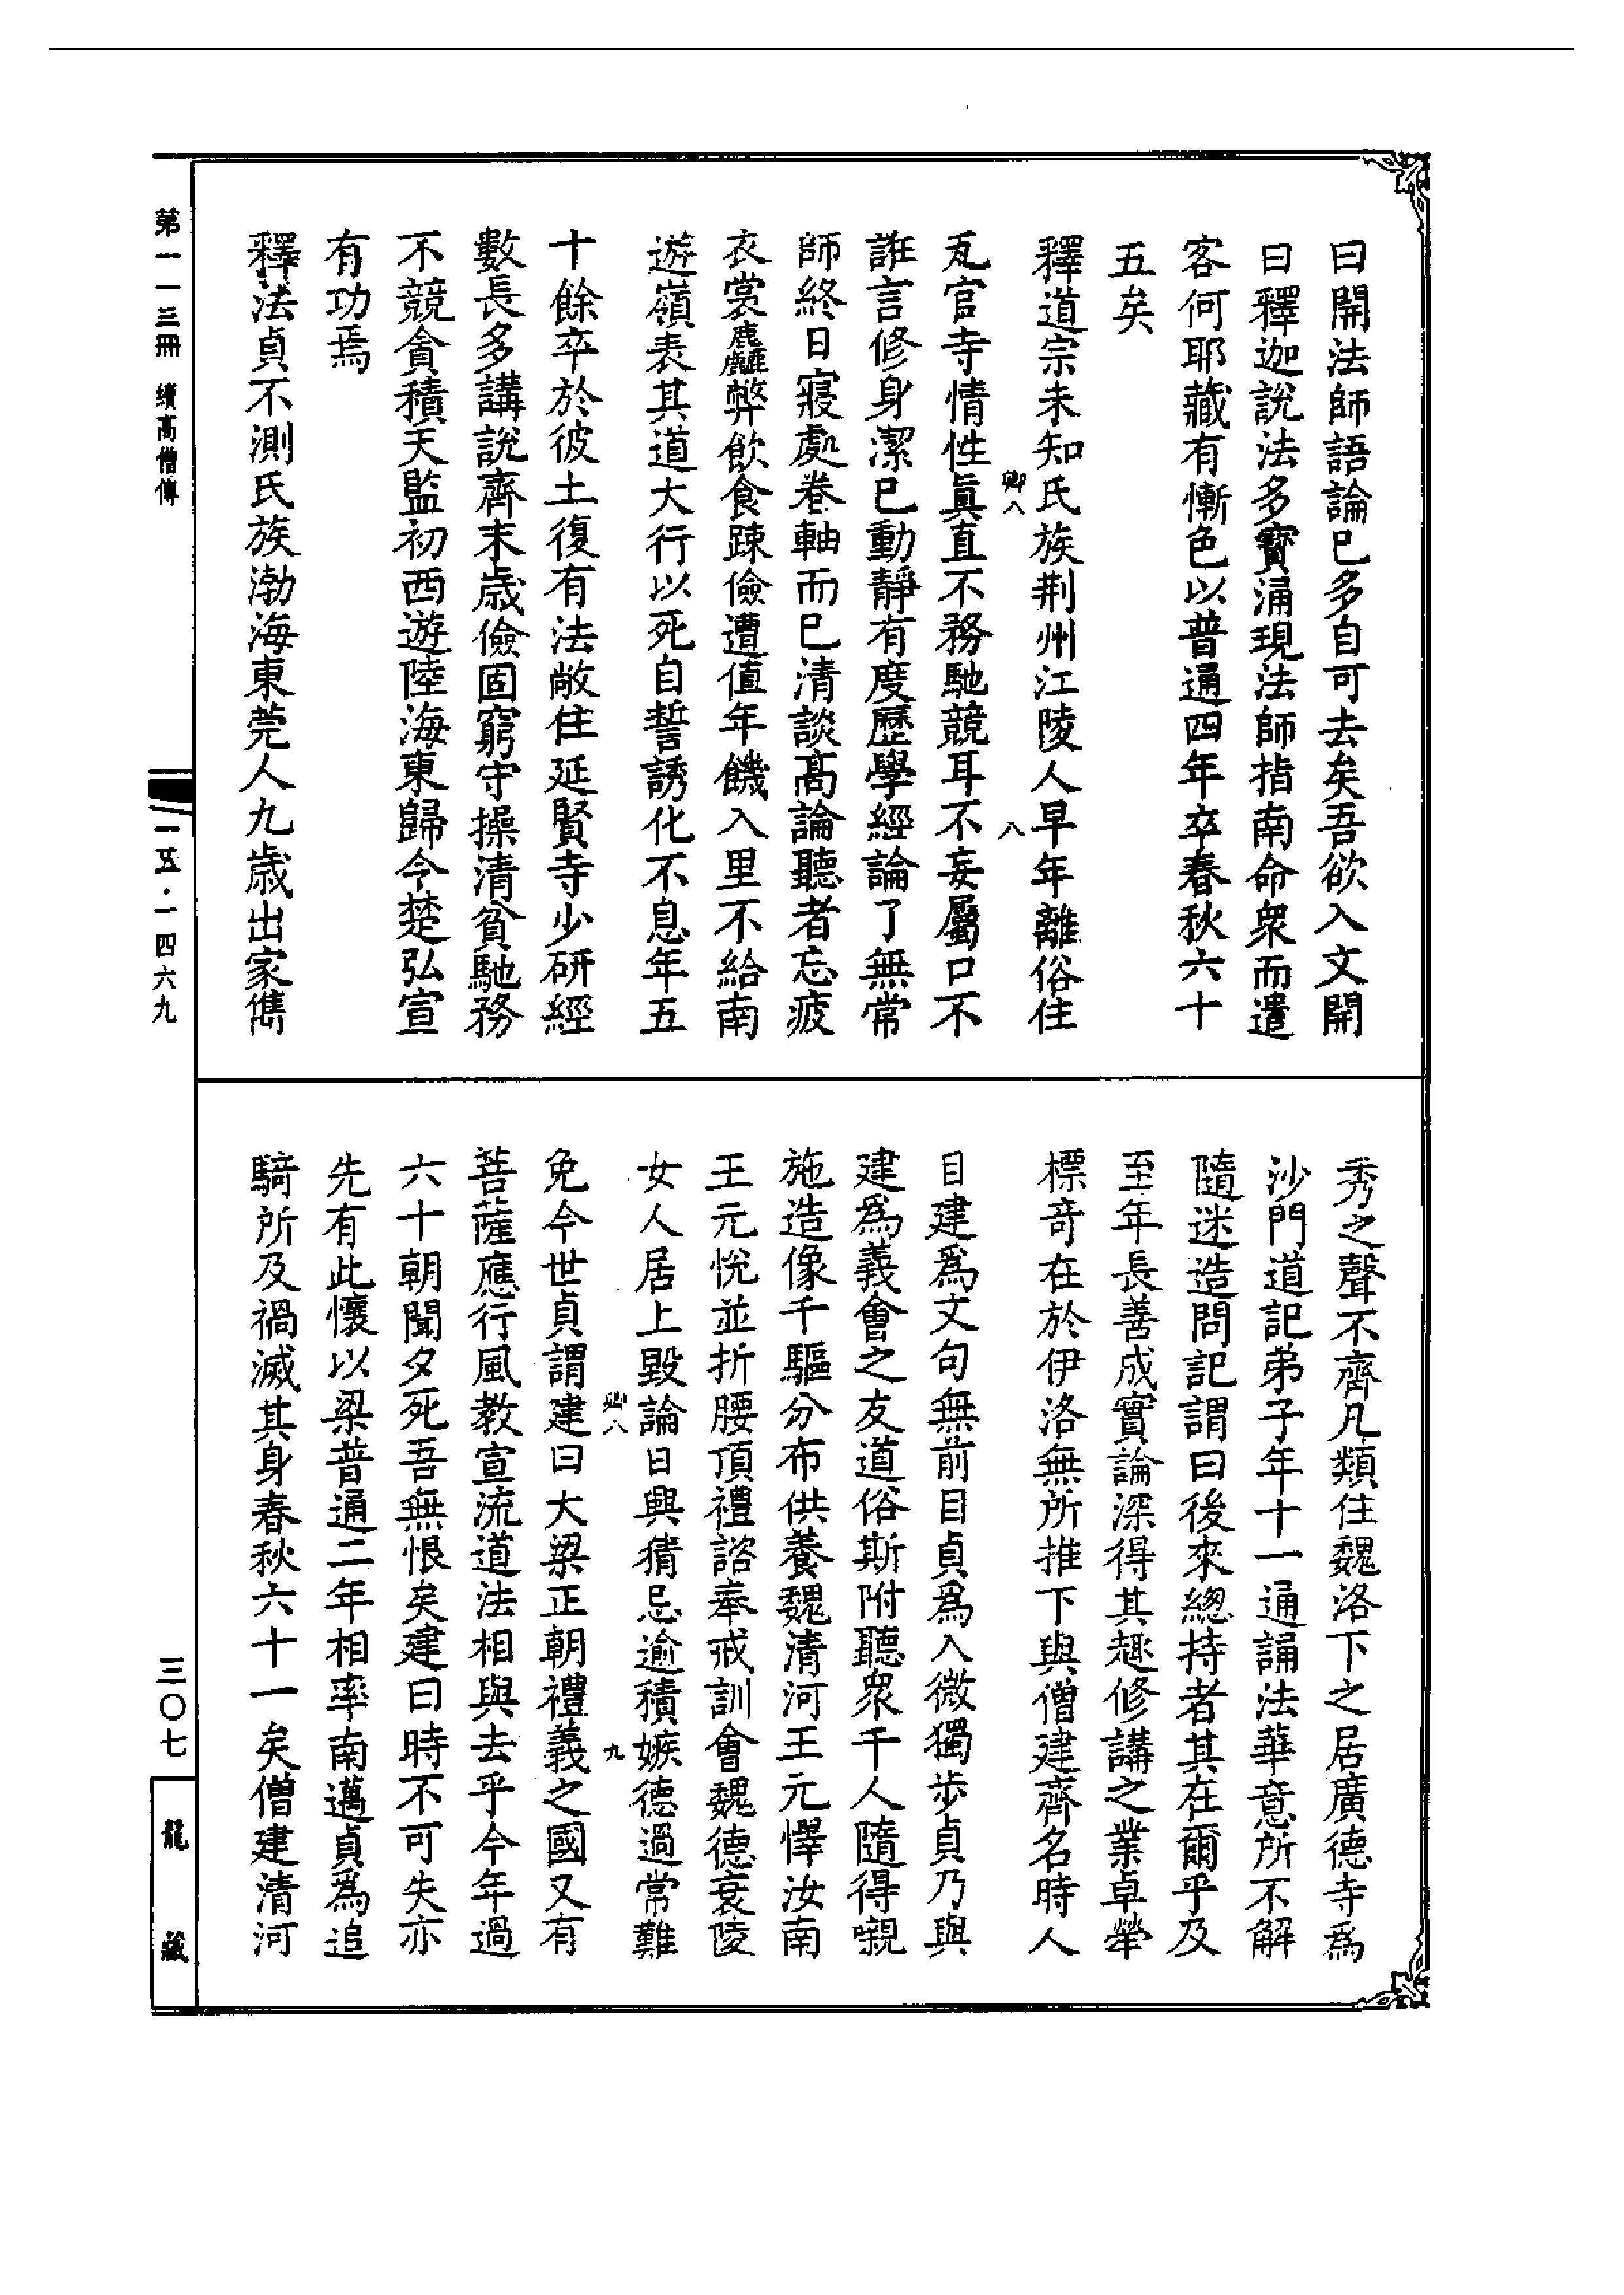 曰開法師語論已多自可去矣吾欲入文開
曰釋迦說法多寶涌現法師指南命衆而遣
客何耶藏有慚色以普通四年卒春秋六十
五矣
釋道宗未知氏族荆州江陵人早年離俗住
卿八
八
瓦官寺情性眞直不務馳競耳不妄屬口不
誑言修身潔已動靜有度歷學經論了無常
師終日寢處卷軸而已清談高論聽者忘疲
衣裳麤弊飲食踈儉遭值年饑入里不給南
遊嶺表其道大行以死自誓誘化不息年五
十餘卒於彼土復有法敞住延賢寺少研經
數長多講說齊末歲儉固窮守操清貧馳務
不競貪積天監初西遊陸海東歸今楚弘宣
有功焉
釋法貞不測氏族渤海東莞人九歲出家儁
秀之聲不齊凡類住魏洛下之居廣德寺爲
沙門道記弟子年十一通誦法華意所不解
隨迷造問記謂曰後來總持者其在爾乎及
至年長善成實論深得其趣修講之業卓犖
標奇在於伊洛無所推下與僧建齊名時人
目建爲文句無前目貞爲入微獨步貞乃與
建爲義會之友道俗斯附聽衆千人隨得嚫
施造像千軀分布供養魏清河王元懌汝南
王元悅並折腰頂禮諮奉戒訓會魏德衰陵
女人居上毀論日興猜忌逾積嫉德過常難
卿八
九
免今世貞謂建曰大梁正朝禮義之國又有
菩薩應行風教宣流道法相與去乎今年過
六十朝聞夕死吾無恨矣建曰時不可失亦
先有此懷以梁普通二年相率南邁貞爲追
騎所及禍滅其身春秋六十一矣僧建清河
第一一三冊 續高僧傳
一五·一四六九
三〇七
龍藏